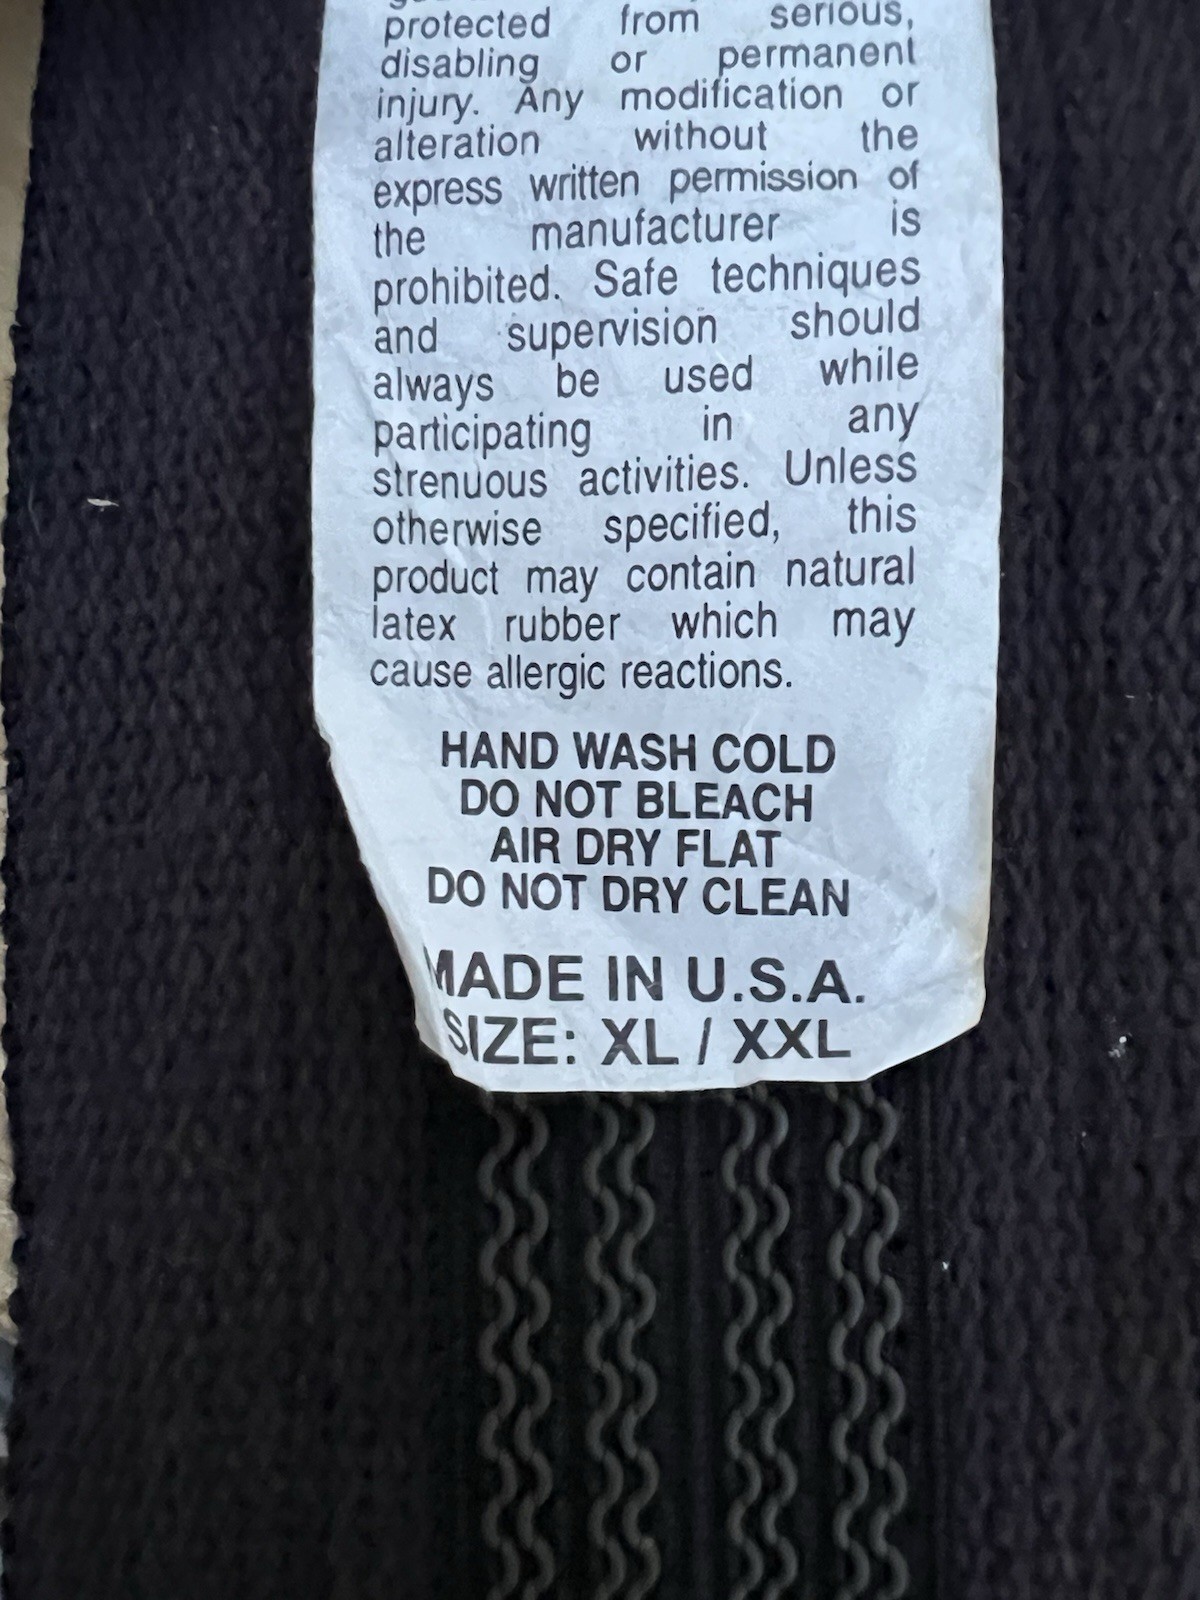 protected from serious,
disabling or permanent
injury. Any modification or
alteration without the
express written permission of
the manufacturer is
prohibited. Safe techniques
and supervision should
always be used while
participating in any
strenuous activities. Unless
otherwise specified, this
product may contain natural
latex rubber which may
cause allergic reactions.
HAND WASH COLD
DO NOT BLEACH
AIR DRY FLAT
DO NOT DRY CLEAN
MADE IN U.S.A.
SIZE: XL / XXL